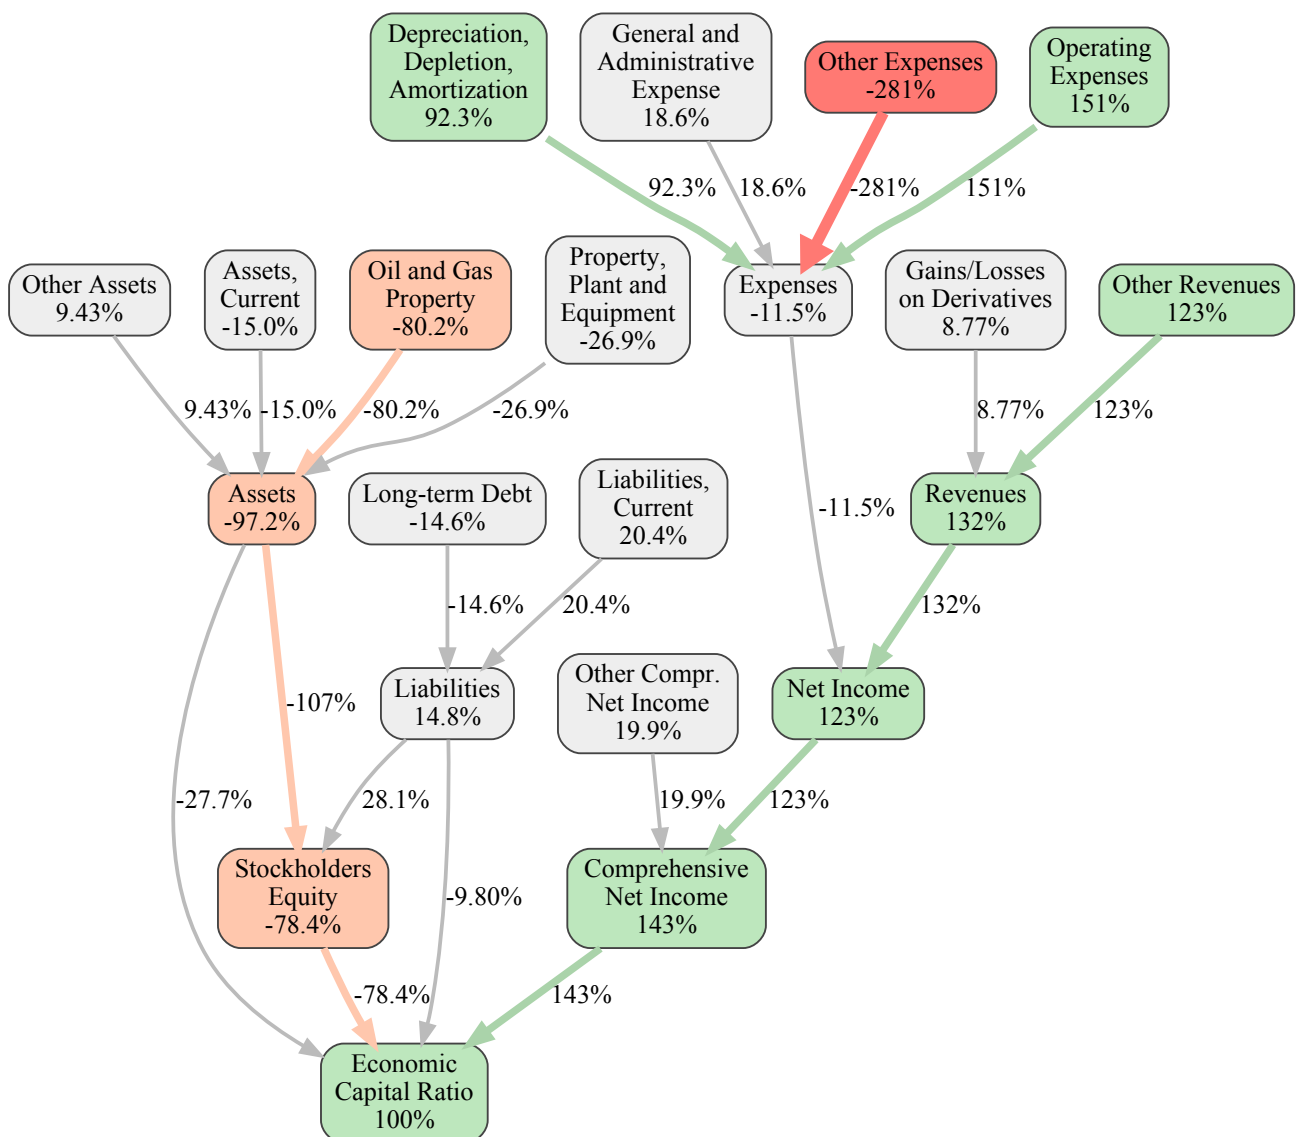 Depreciation,
Depletion,
Amortization
92.3%
General and
Administrative
Expense
18.6%
Other Expenses
-281%
Operating
Expenses
151%
92.3%
18.6%
-281%
151%
Other Assets
9.43%
Assets,
Current
-15.0%
Oil and Gas
Property
-80.2%
Property,
Plant and
Equipment
-26.9%
Expenses
-11.5%
Gains/Losses
on Derivatives
8.77%
Other Revenues
123%
9.43%
-15.0%
-80.2%
-26.9%
8.77%
123%
Assets
-97.2%
Long-term Debt
-14.6%
Liabilities,
Current
20.4%
-11.5%
Revenues
132%
-14.6%
20.4%
132%
-107%
Liabilities
14.8%
Other Compr.
Net Income
19.9%
Net Income
123%
-27.7%
28.1%
19.9%
123%
Stockholders
Equity
-78.4%
-9.80%
Comprehensive
Net Income
143%
-78.4%
143%
Economic
Capital Ratio
100%